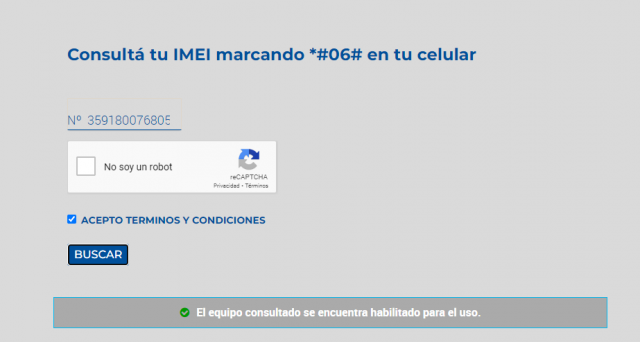 Consultá tu IMEI marcando *#06# en tu celular
Nº 359180076805
No soy un robot
reCAPTCHA
Privacidad - Términos
ACEPTO TERMINOS Y CONDICIONES
BUSCAR
El equipo consultado se encuentra habilitado para el uso.